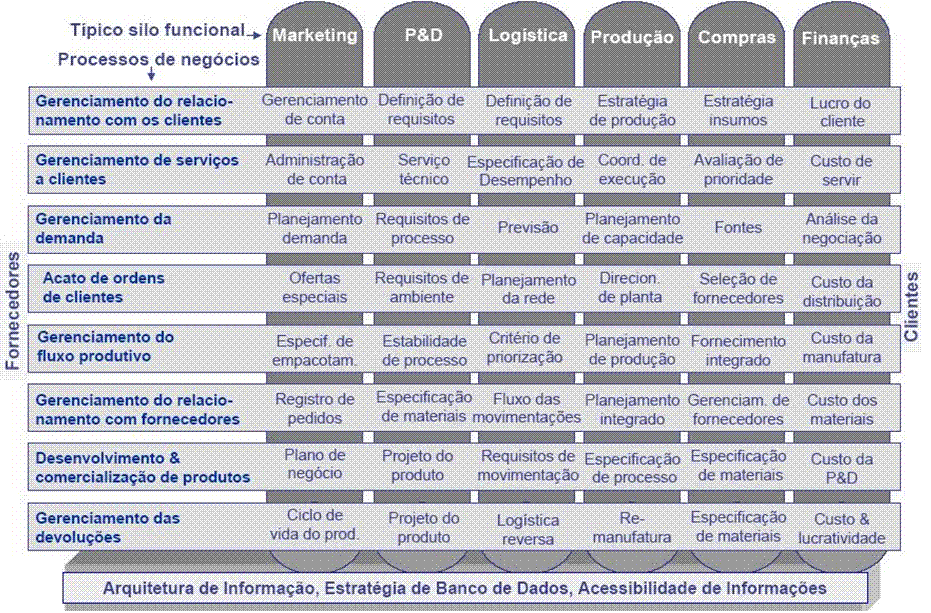 Típico silo funcional
Marketing
P&D
Logística
Produção
Compras
Finanças
Processos de negócios
Gerenciamento do relacio-
namento com os clientes
Gerenciamento
de conta
Definição de
requisitos
Definição de
requisitos
Estratégia
de produção
Estratégia
insumos
Lucro do
cliente
Gerenciamento de serviços
a clientes
Administração
de conta
Serviço
técnico
Especificação de
Desempenho
Coord. de
execução
Avaliação de
prioridade
Custo de
servir
Gerenciamento da
demanda
Planejamento
demanda
Requisitos de
processo
Previsão
Planejamento
de capacidade
Fontes
Análise da
negociação
Acato de ordens
de clientes
Ofertas
especiais
Requisitos de
ambiente
Planejamento
da rede
Direcion.
de planta
Seleção de
fornecedores
Custo da
distribuição
Gerenciamento do
fluxo produtivo
Especif. de
empacotam.
Estabilidade
de processo
Critério de
priorização
Planejamento
de produção
Fornecimento
integrado
Custo da
manufatura
Gerenciamento do relacio-
namento com fornecedores
Registro de
pedidos
Especificação
de materiais
Fluxo das
movimentações
Planejamento
integrado
Gerenciam. de
fornecedores
Custo dos
materiais
Desenvolvimento &
comercialização de produtos
Plano de
negócio
Projeto do
produto
Requisitos de
movimentação
Especificação
de processo
Especificação
de materiais
Custo da
P&D
Gerenciamento das
devoluções
Ciclo de
vida do prod.
Projeto do
produto
Logística
reversa
Re-
manufatura
Especificação
de materiais
Custo &
lucratividade
Fornecedores
Clientes
Arquitetura de Informação, Estratégia de Banco de Dados, Acessibilidade de Informações